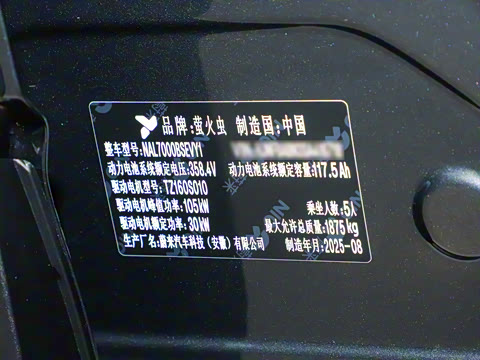 品牌:萤火虫 制造国:中国
整车型号:NAL7000BSEVY1
动力电池系统额定电压:358.4V 动力电池系统额定容量:117.5Ah
驱动电机型号:TZ160S010
驱动电机峰值功率:105kW 乘坐人数:5人
驱动电机额定功率:30kW 最大允许总质量:1875kg
生产厂名:蔚来汽车科技(安徽)有限公司 制造年月:2025-08